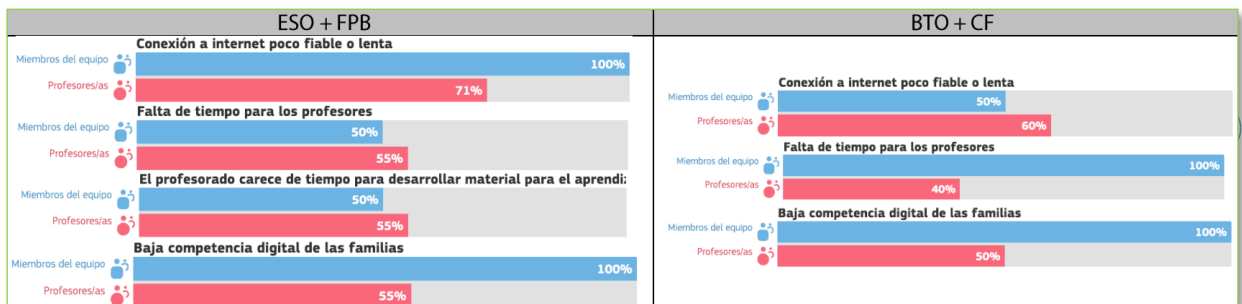 ESO + FPB
Conexión a internet poco fiable o lenta
Miembros del equipo 100%
Profesores/as 71%
Falta de tiempo para los profesores
Miembros del equipo 50%
Profesores/as 55%
El profesorado carece de tiempo para desarrollar material para el aprendiz
Miembros del equipo 50%
Profesores/as 55%
Baja competencia digital de las familias
Miembros del equipo 100%
Profesores/as 55%
BTO + CF
Conexión a internet poco fiable o lenta
Miembros del equipo 50%
Profesores/as 60%
Falta de tiempo para los profesores
Miembros del equipo 100%
Profesores/as 40%
Baja competencia digital de las familias
Miembros del equipo 100%
Profesores/as 50%